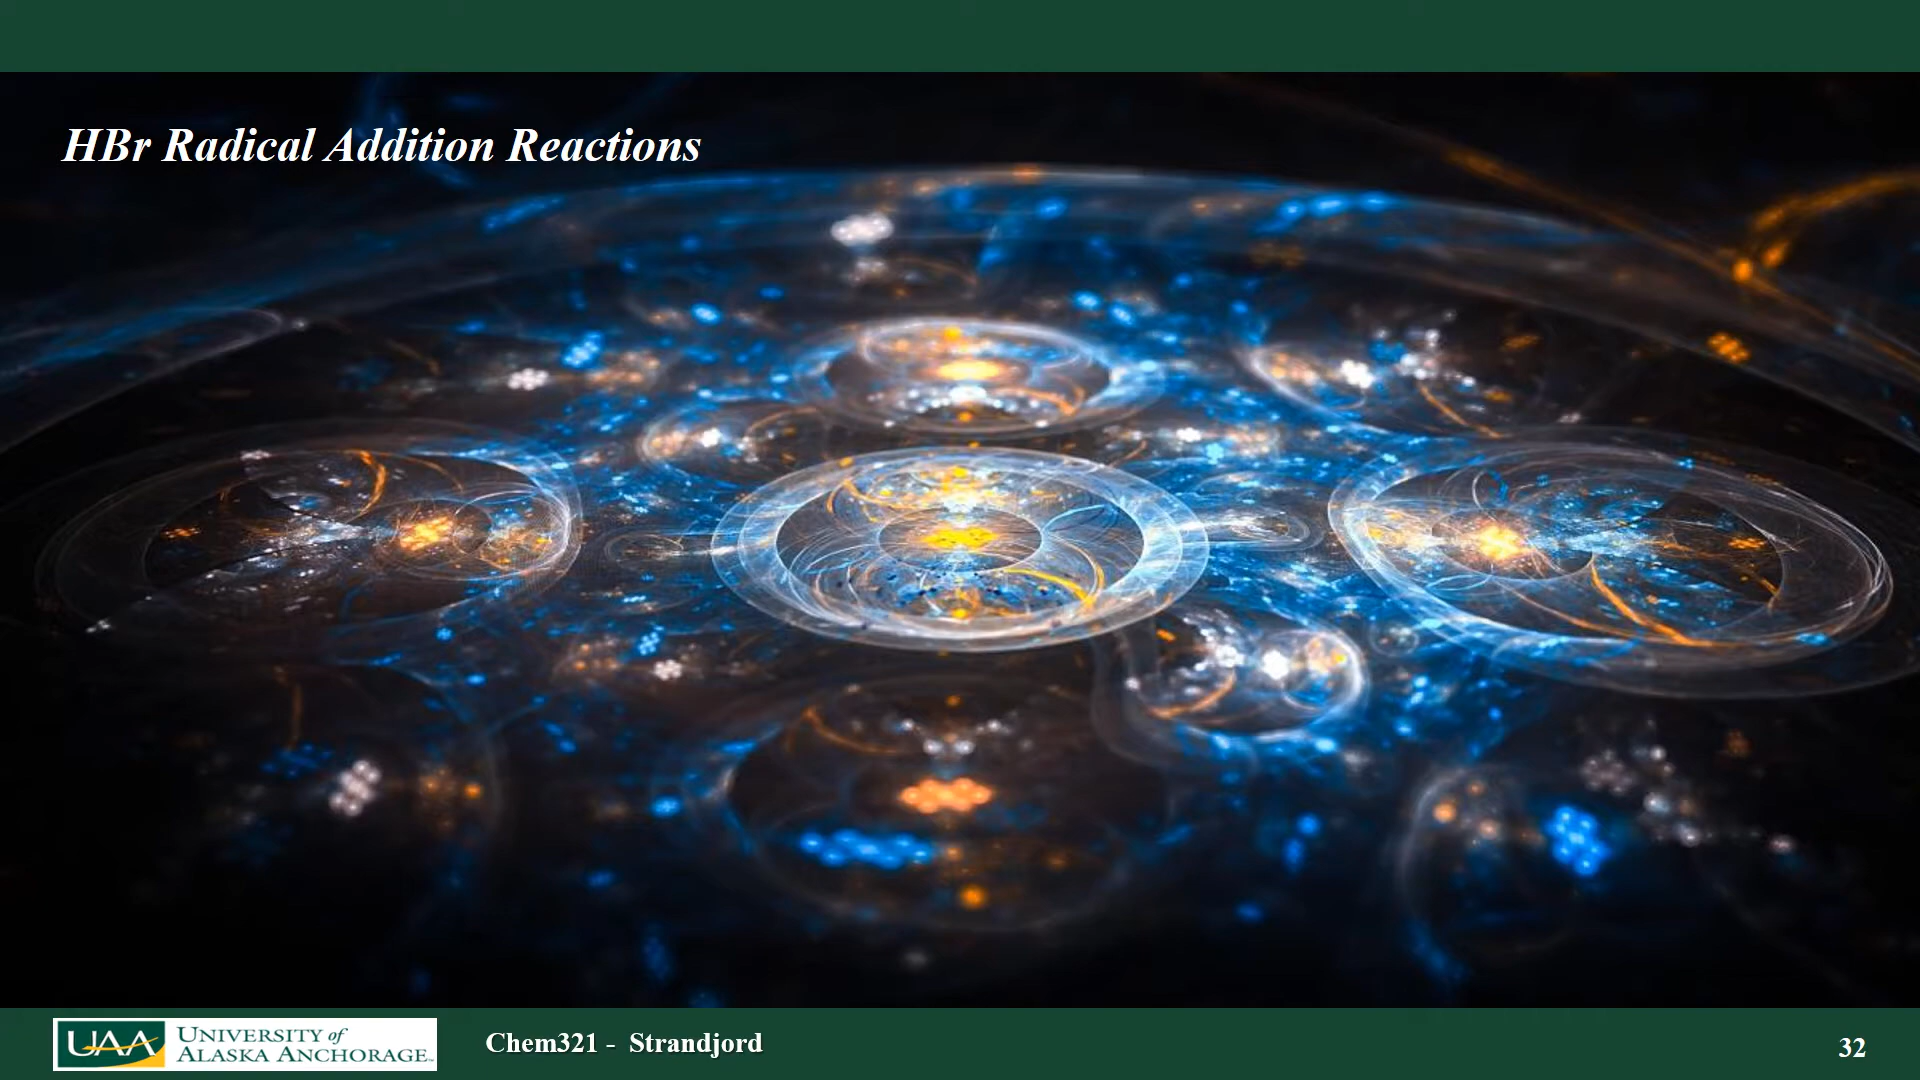 HBr Radical Addition Reactions
UAA
UNIVERSITY of
ALASKA ANCHORAGE
Chem321 - Strandjord
32